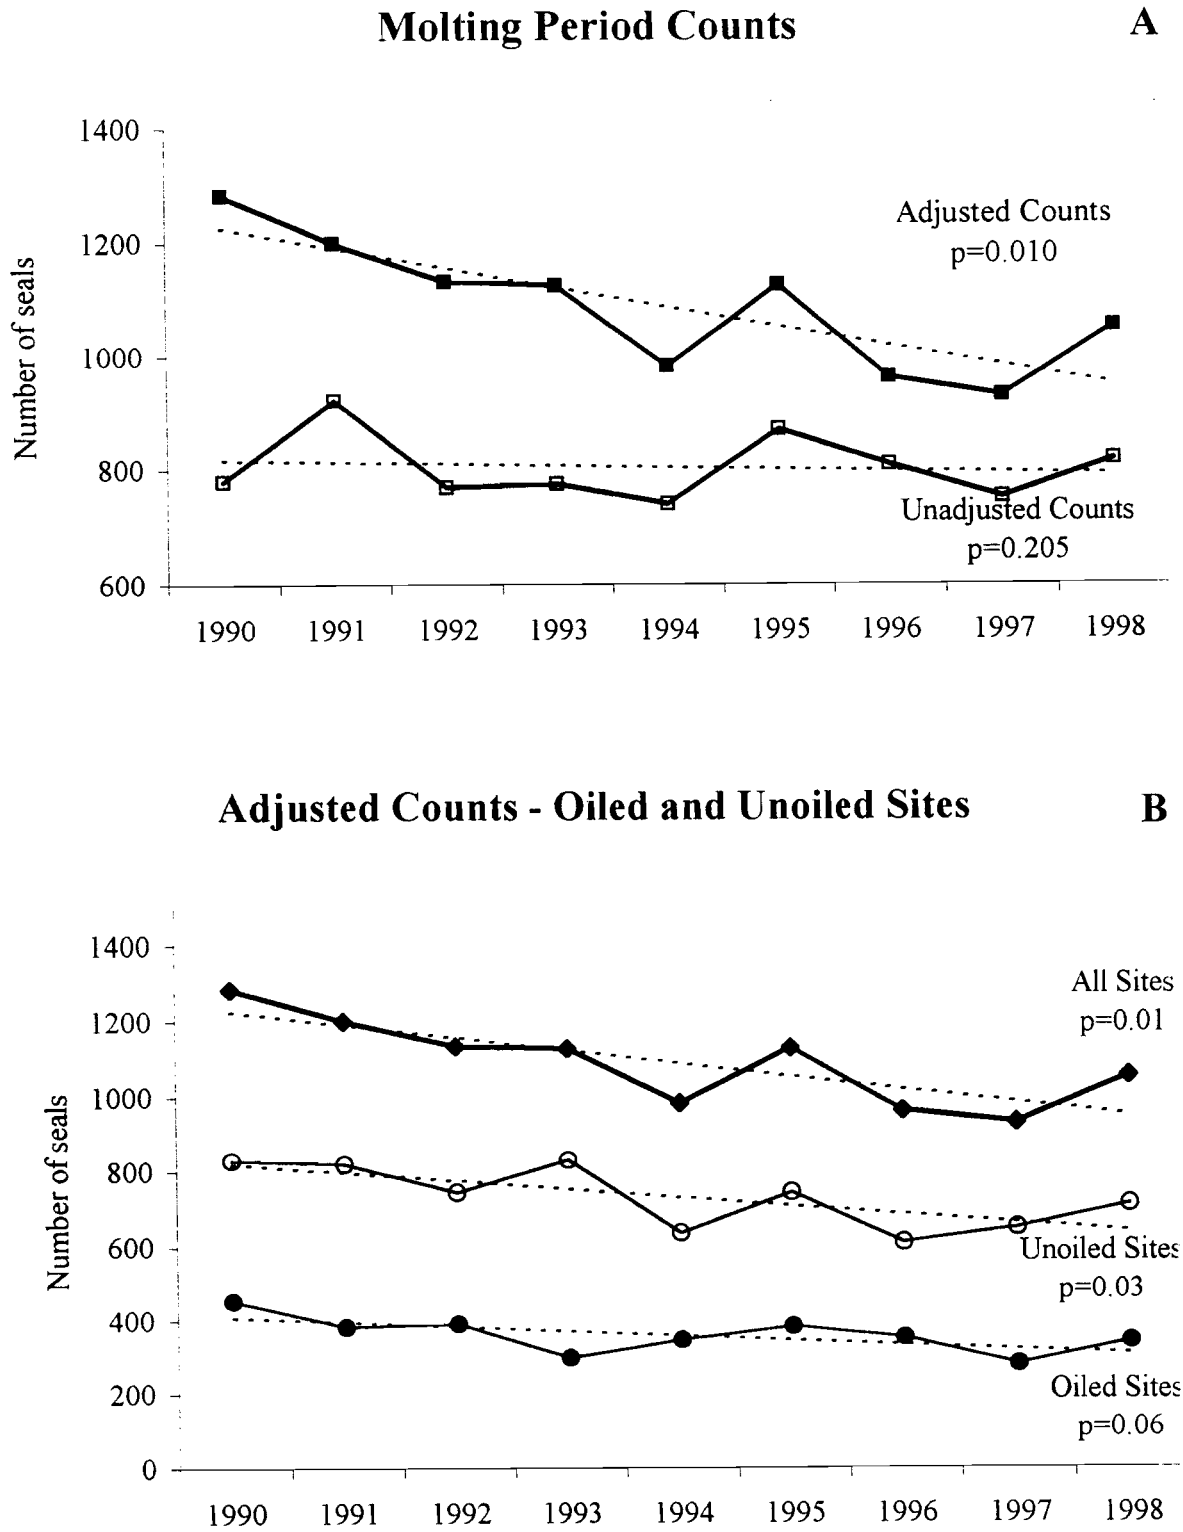 Molting Period Counts
A
1400
1200
1000
800
600
Number of seals
Adjusted Counts
p=0.010
Unadjusted Counts
p=0.205
1990 1991 1992 1993 1994 1995 1996 1997 1998
Adjusted Counts - Oiled and Unoiled Sites
B
1400
1200
1000
800
600
400
200
0
Number of seals
All Sites
p=0.01
Unoiled Sites
p=0.03
Oiled Sites
p=0.06
1990 1991 1992 1993 1994 1995 1996 1997 1998